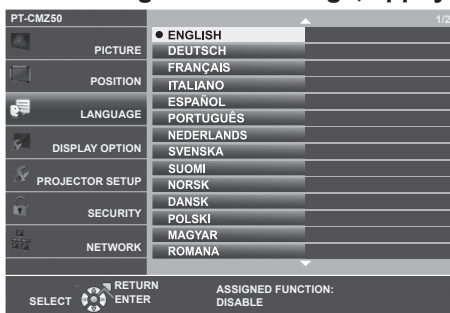 PT-CMZ50
1/2
PICTURE
POSITION
LANGUAGE
DISPLAY OPTION
PROJECTOR SETUP
SECURITY
NETWORK
ENGLISH
DEUTSCH
FRANÇAIS
ITALIANO
ESPAÑOL
PORTUGUÊS
NEDERLANDS
SVENSKA
SUOMI
NORSK
DANSK
POLSKI
MAGYAR
ROMANA
SELECT
RETURN
ENTER
ASSIGNED FUNCTION:
DISABLE